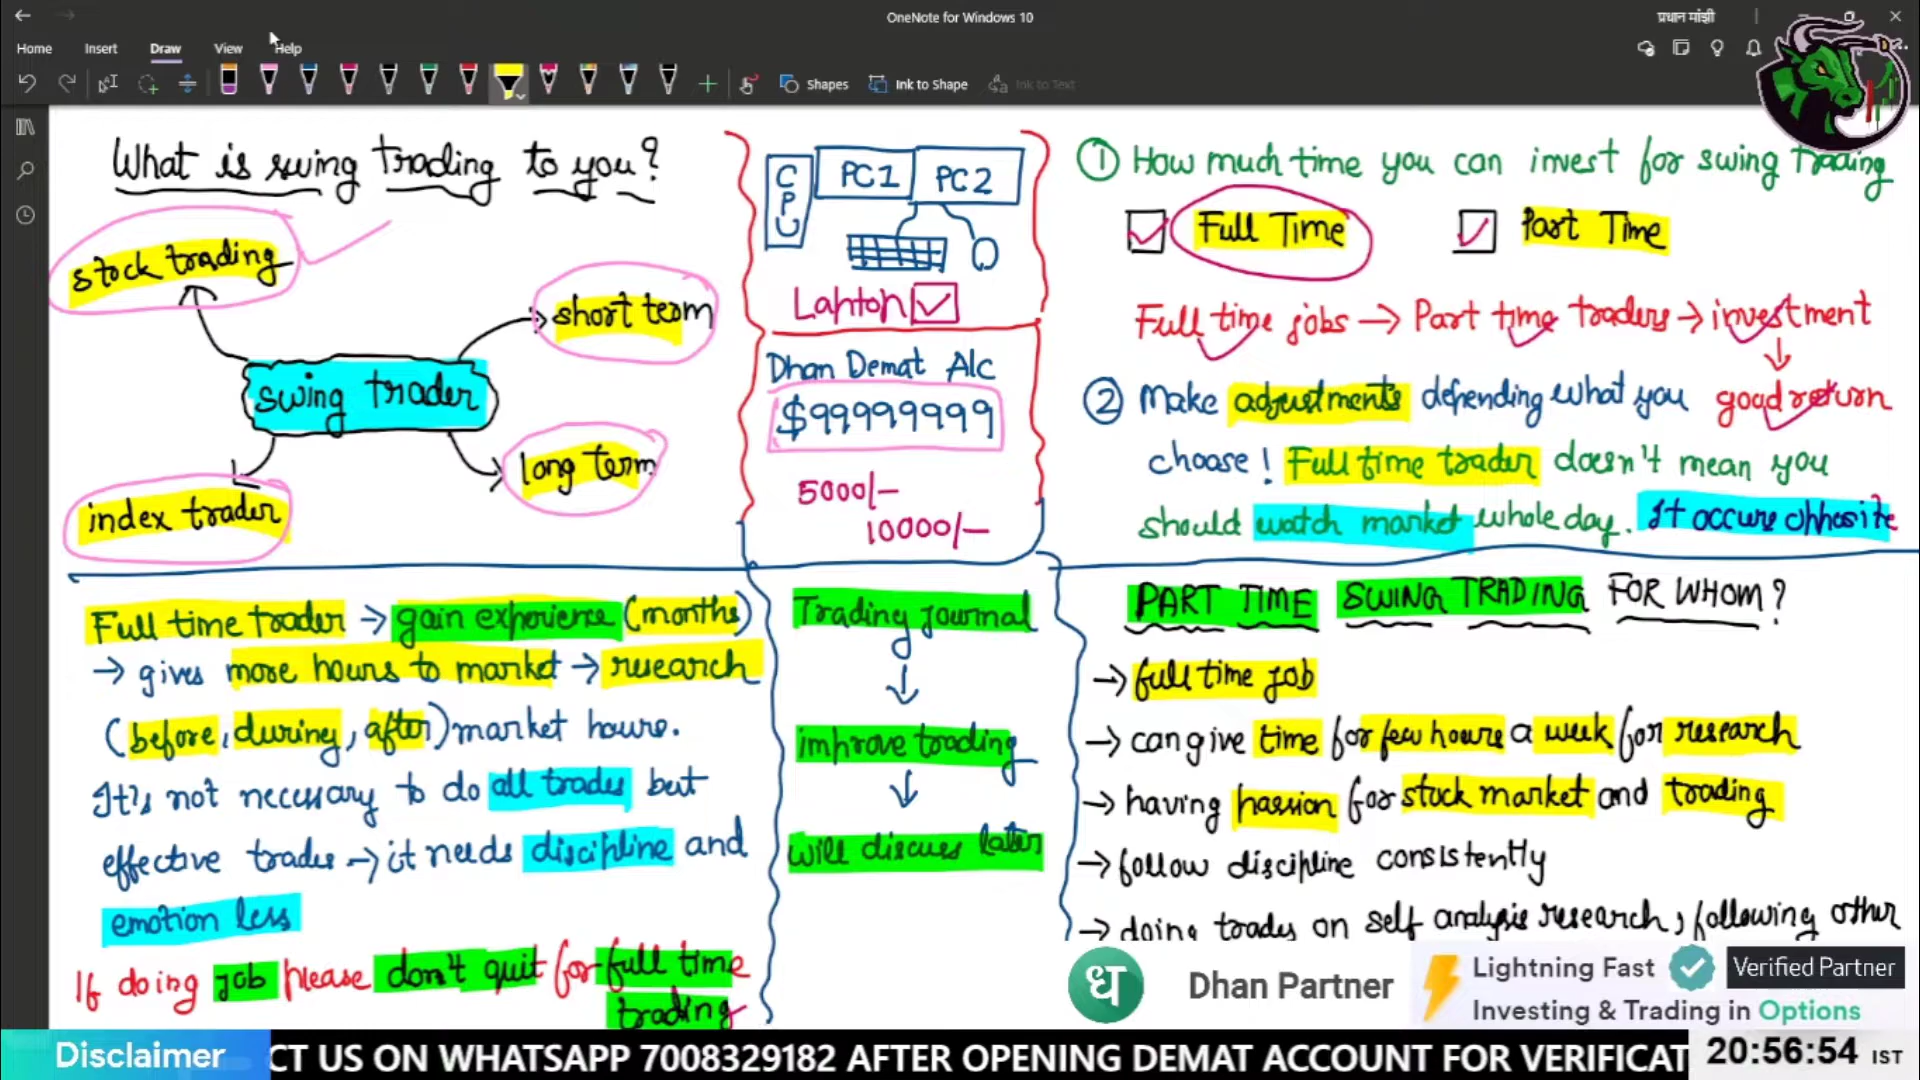 OneNote for Windows 10
प्रधान मांझी
Home Insert Draw View Help
Shapes Ink to Shape Ink to Text
What is swing trading to you?
stock trading
short term
swing trader
long term
index trader
CPU PC1 PC2
Dhan Demat A/c
$99999999
5000/-
10000/-
① How much time you can invest for swing trading
Full Time Part Time
Full time jobs → Part time traders → investment
↓
② Make adjustments depending what you good return
choose! Full time trader doesn't mean you
should watch market whole day. It occurs opposite
Full time trader → gain experience (months)
→ gives more hours to market → research
(before, during, after) market hours.
It's not necessary to do all trades but
effective trades → it needs discipline and
emotion less
If doing job please don't quit for full time
trading
Trading journal
↓
improve trading
↓
will discuss later
PART TIME SWING TRADING FOR WHOM?
→ full time job
→ can give time for few hours a week for research
→ having passion for stock market and trading
→ follow discipline consistently
→ doing trades on self analysis research, following other
ध Dhan Partner
Lightning Fast Verified Partner
Investing & Trading in Options
Disclaimer CT US ON WHATSAPP 7008329182 AFTER OPENING DEMAT ACCOUNT FOR VERIFICAT 20:56:54 IST